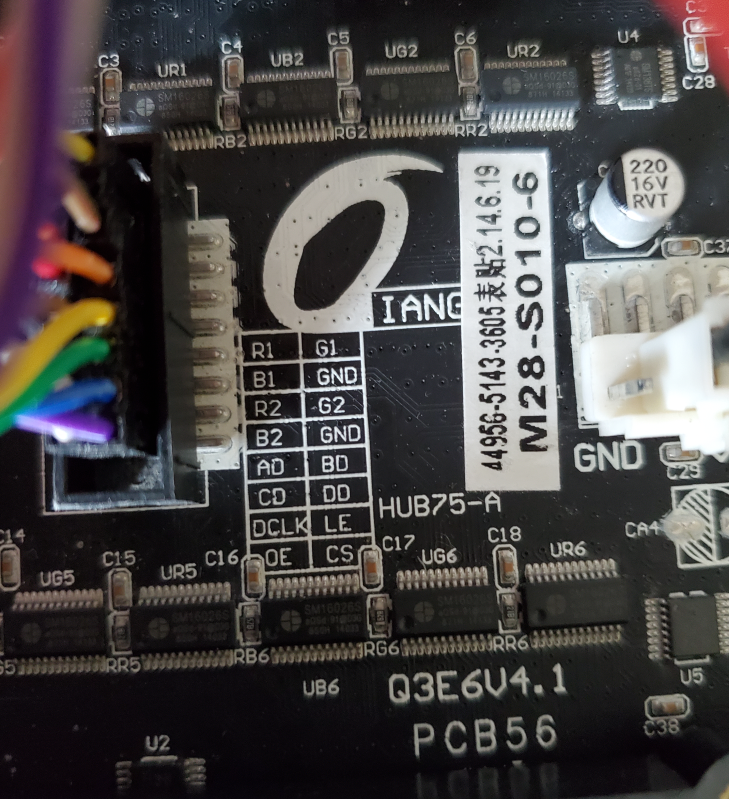 C3
UR1
C4
UB2
C5
UG2
C6
UR2
U4
C28
RB2
RG2
RR2
SM16026S
220
16V
RVT
IANG
44956-5143-3605表贴2.14.6.19
M28-S010-6
R1 G1
B1 GND
R2 G2
B2 GND
AD BD
CD DD
DCLK LE
OE CS
HUB75-A
GND
C29
CA4
C14
UG5
C15
UR5
C16
C17
UG6
C18
UR6
SM16026S
RR5
RB6
RG6
RR6
UB6
U5
Q3E6V4.1
PCB56
C38
U2